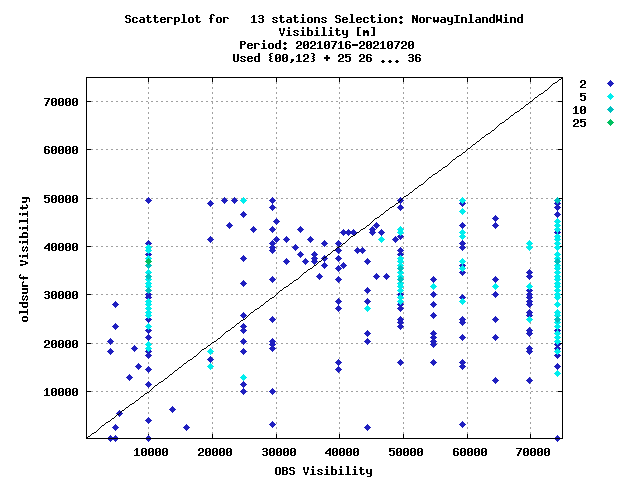 Scatterplot for   13 stations Selection: NorwayInlandWind
Visibility [m]
Period: 20210716-20210720
Used {00,12} + 25 26 ... 36
2
5
10
25
70000
60000
50000
40000
30000
20000
10000
oldsurf Visibility
10000 20000 30000 40000 50000 60000 70000
OBS Visibility